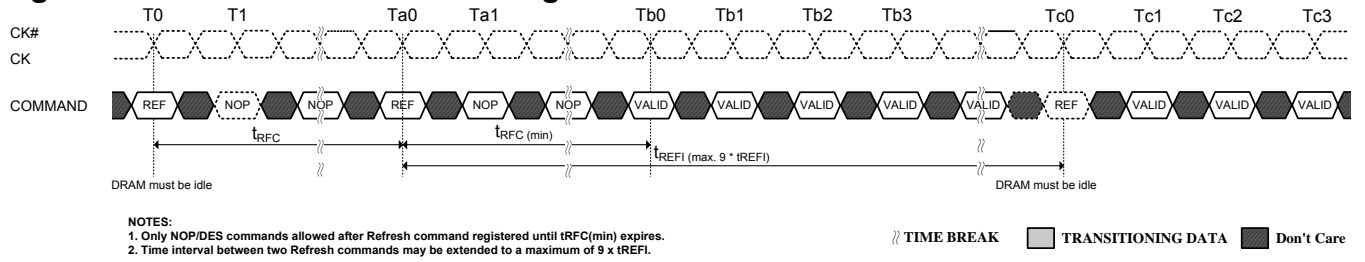 T0 T1 Ta0 Ta1 Tb0 Tb1 Tb2 Tb3 Tc0 Tc1 Tc2 Tc3
CK#
CK
COMMAND REF NOP NOP REF NOP NOP VALID VALID VALID VALID VALID REF VALID VALID VALID
tRFC tRFC (min)
tREFI (max. 9 * tREFI)
DRAM must be idle DRAM must be idle
NOTES:
1. Only NOP/DES commands allowed after Refresh command registered until tRFC(min) expires.
2. Time interval between two Refresh commands may be extended to a maximum of 9 x tREFI.
TIME BREAK TRANSITIONING DATA Don't Care